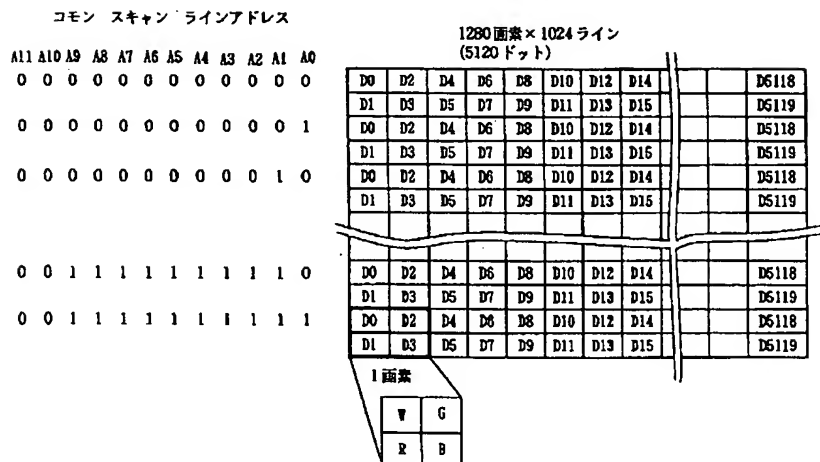 コモン スキャン ラインアドレス
1280画素×1024ライン
(5120ドット)
A11 A10 A9 A8 A7 A6 A5 A4 A3 A2 A1 A0
0 0 0 0 0 0 0 0 0 0 0 0 D0 D2 D4 D6 D8 D10 D12 D14 D5118
D1 D3 D5 D7 D9 D11 D13 D15 D5119
0 0 0 0 0 0 0 0 0 0 0 1 D0 D2 D4 D6 D8 D10 D12 D14 D5118
D1 D3 D5 D7 D9 D11 D13 D15 D5119
0 0 0 0 0 0 0 0 0 0 1 0 D0 D2 D4 D6 D8 D10 D12 D14 D5118
D1 D3 D5 D7 D9 D11 D13 D15 D5119
0 0 1 1 1 1 1 1 1 1 1 0 D0 D2 D4 D6 D8 D10 D12 D14 D5118
D1 D3 D5 D7 D9 D11 D13 D15 D5119
0 0 1 1 1 1 1 1 1 1 1 1 D0 D2 D4 D6 D8 D10 D12 D14 D5118
D1 D3 D5 D7 D9 D11 D13 D15 D5119
1画素
W G
R B